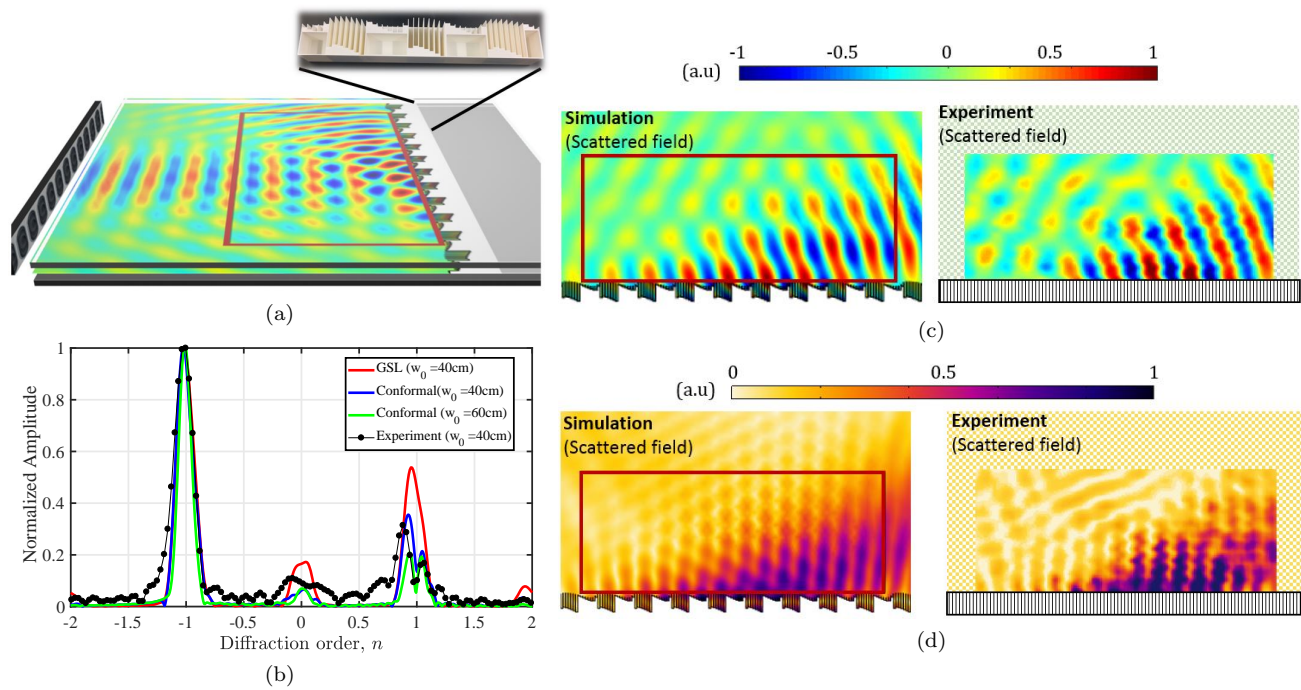 (a)
1
0.8
0.6
0.4
0.2
0
Normalized Amplitude
GSL (w0 =40cm)
Conformal(w0 =40cm)
Conformal (w0 =60cm)
Experiment (w0 =40cm)
-2 -1.5 -1 -0.5 0 0.5 1 1.5 2
Diffraction order, n
(b)
-1 -0.5 0 0.5 1
(a.u)
Simulation
(Scattered field)
Experiment
(Scattered field)
(c)
0 0.5 1
(a.u)
Simulation
(Scattered field)
Experiment
(Scattered field)
(d)